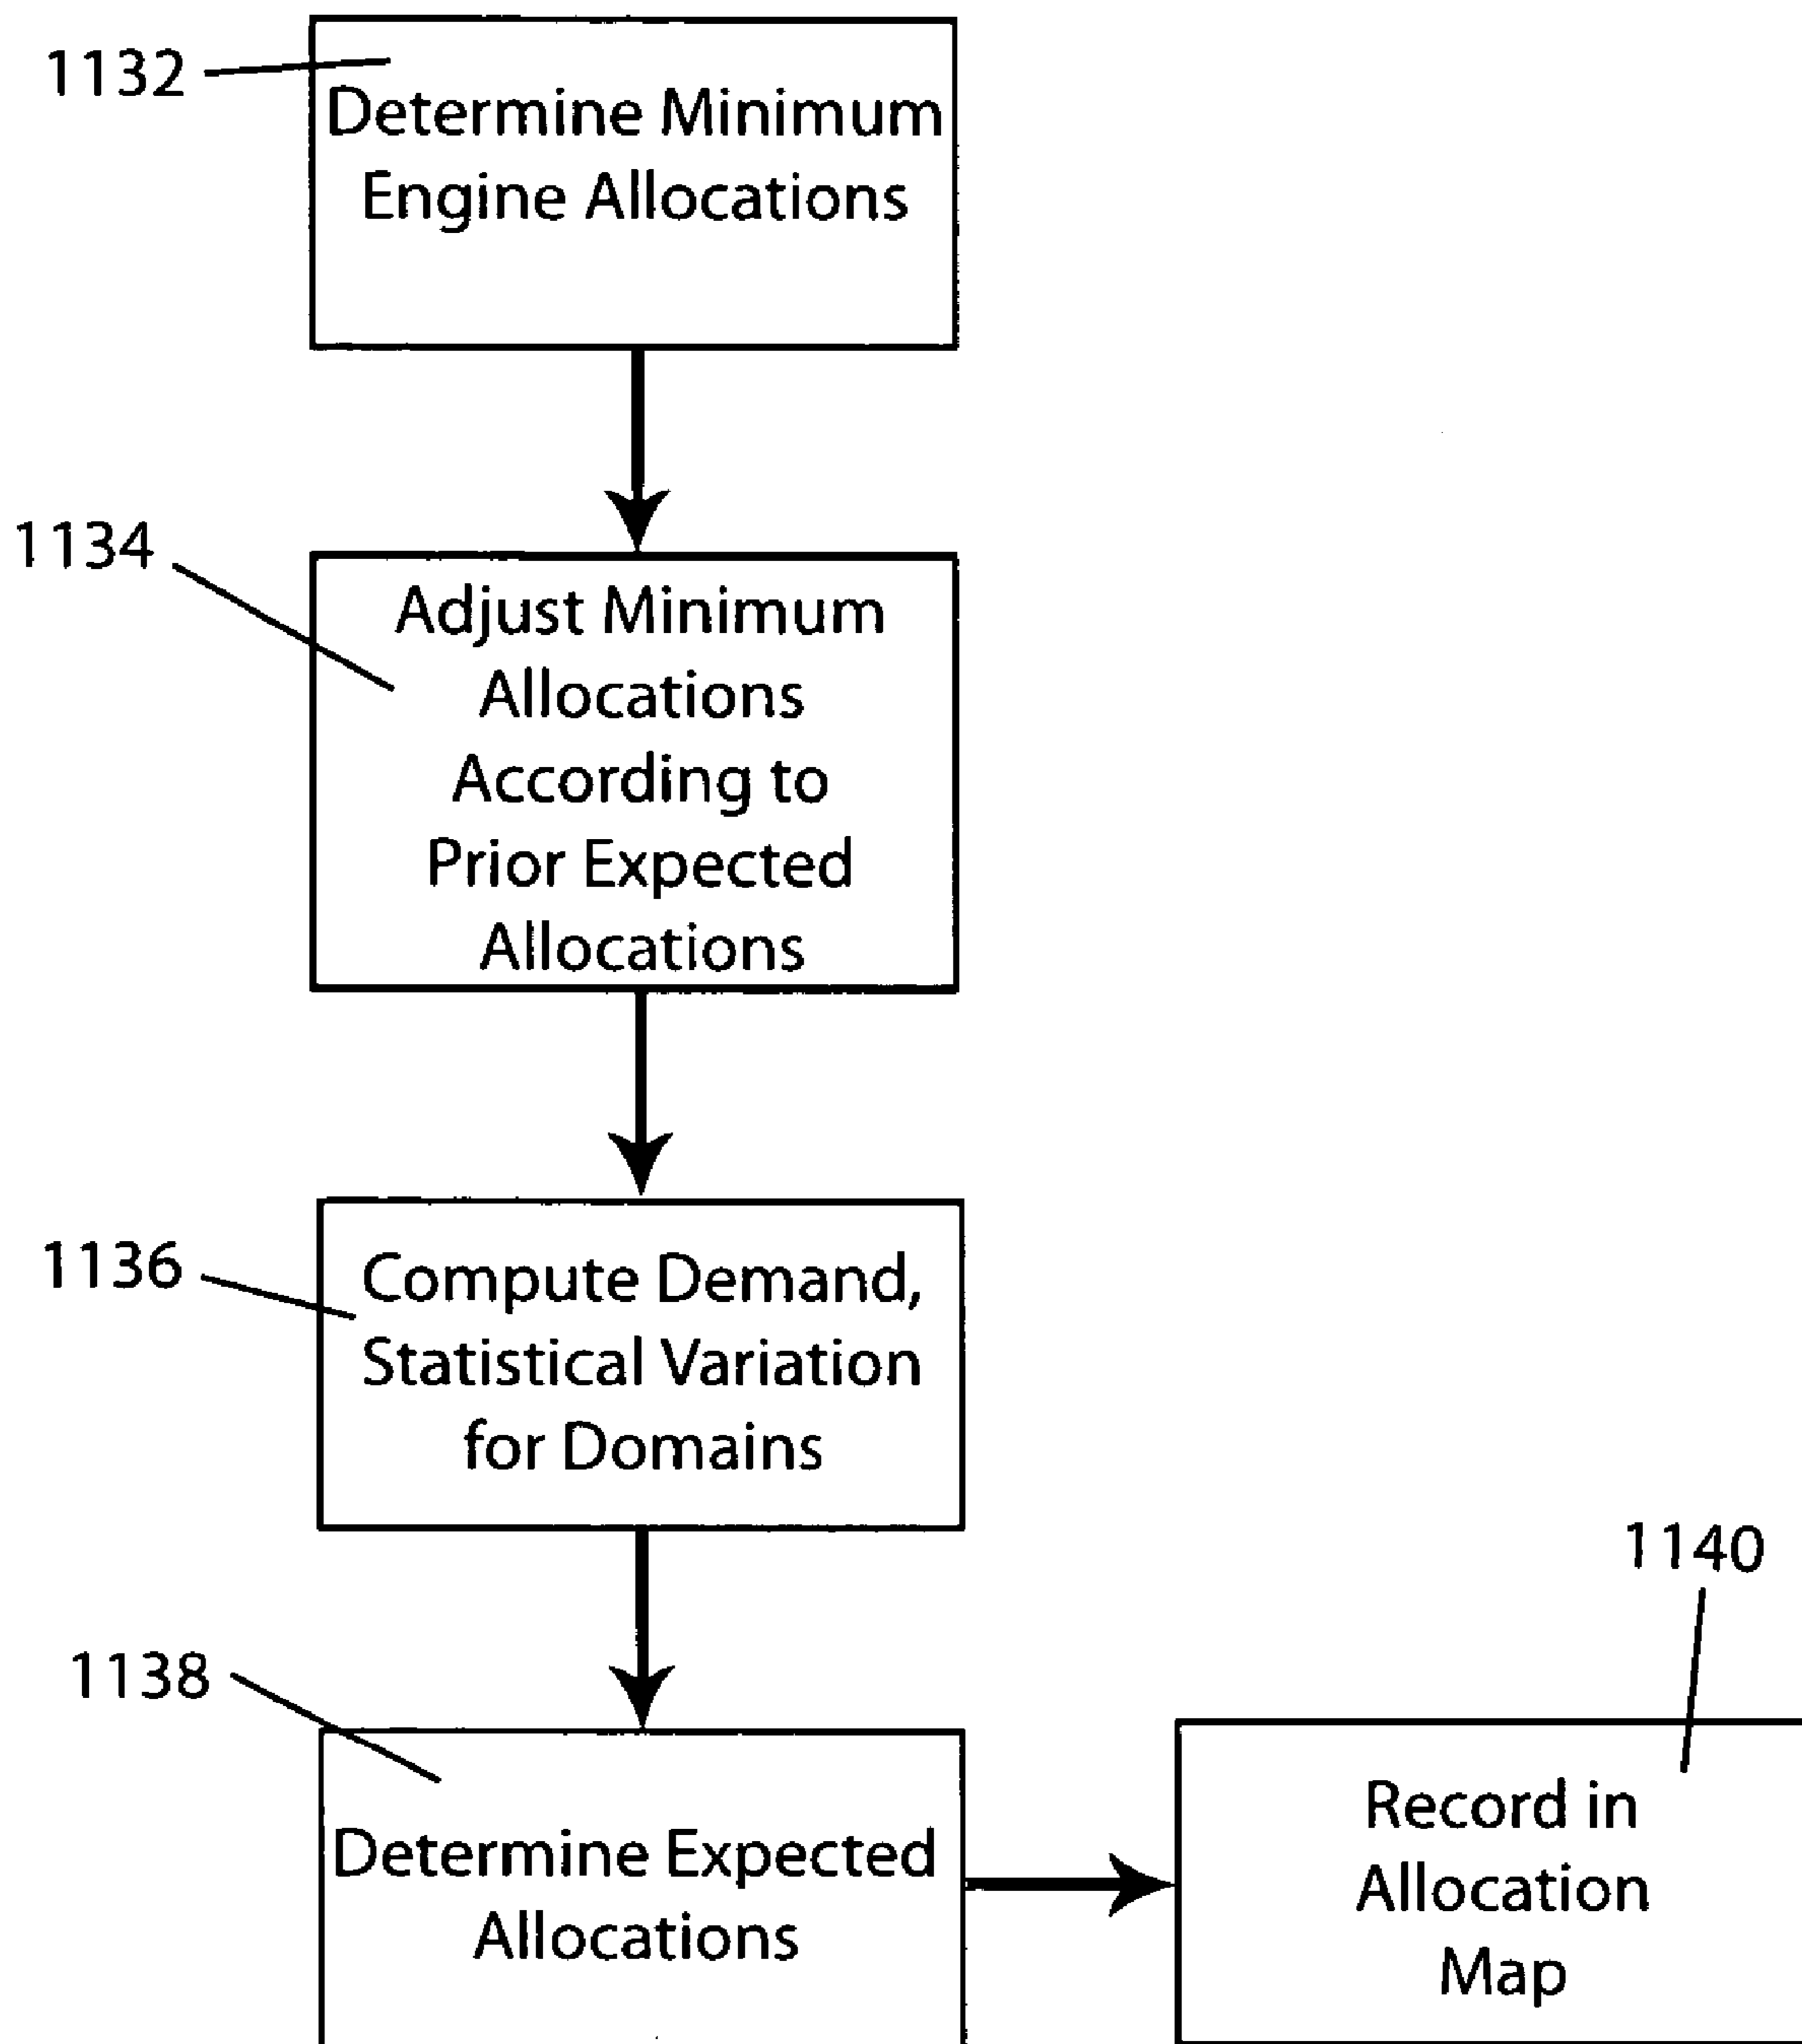 1132
Determine Minimum
Engine Allocations
1134
Adjust Minimum
Allocations
According to
Prior Expected
Allocations
1136
Compute Demand,
Statistical Variation
for Domains
1138
Determine Expected
Allocations
1140
Record in
Allocation
Map